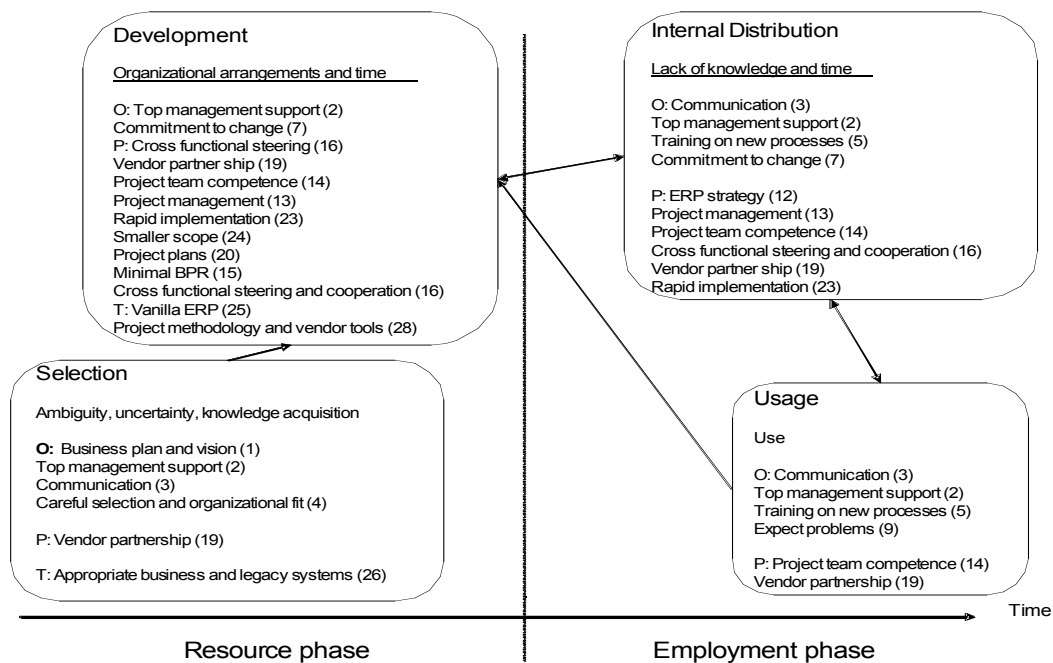 Development
Organizational arrangements and time
O: Top management support (2)
Commitment to change (7)
P: Cross functional steering (16)
Vendor partner ship (19)
Project team competence (14)
Project management (13)
Rapid implementation (23)
Smaller scope (24)
Project plans (20)
Minimal BPR (15)
Cross functional steering and cooperation (16)
T: Vanilla ERP (25)
Project methodology and vendor tools (28)
Selection
Ambiguity, uncertainty, knowledge acquisition
O: Business plan and vision (1)
Top management support (2)
Communication (3)
Careful selection and organizational fit (4)
P: Vendor partnership (19)
T: Appropriate business and legacy systems (26)
Internal Distribution
Lack of knowledge and time
O: Communication (3)
Top management support (2)
Training on new processes (5)
Commitment to change (7)
P: ERP strategy (12)
Project management (13)
Project team competence (14)
Cross functional steering and cooperation (16)
Vendor partner ship (19)
Rapid implementation (23)
Usage
Use
O: Communication (3)
Top management support (2)
Training on new processes (5)
Expect problems (9)
P: Project team competence (14)
Vendor partnership (19)
Time
Resource phase
Employment phase